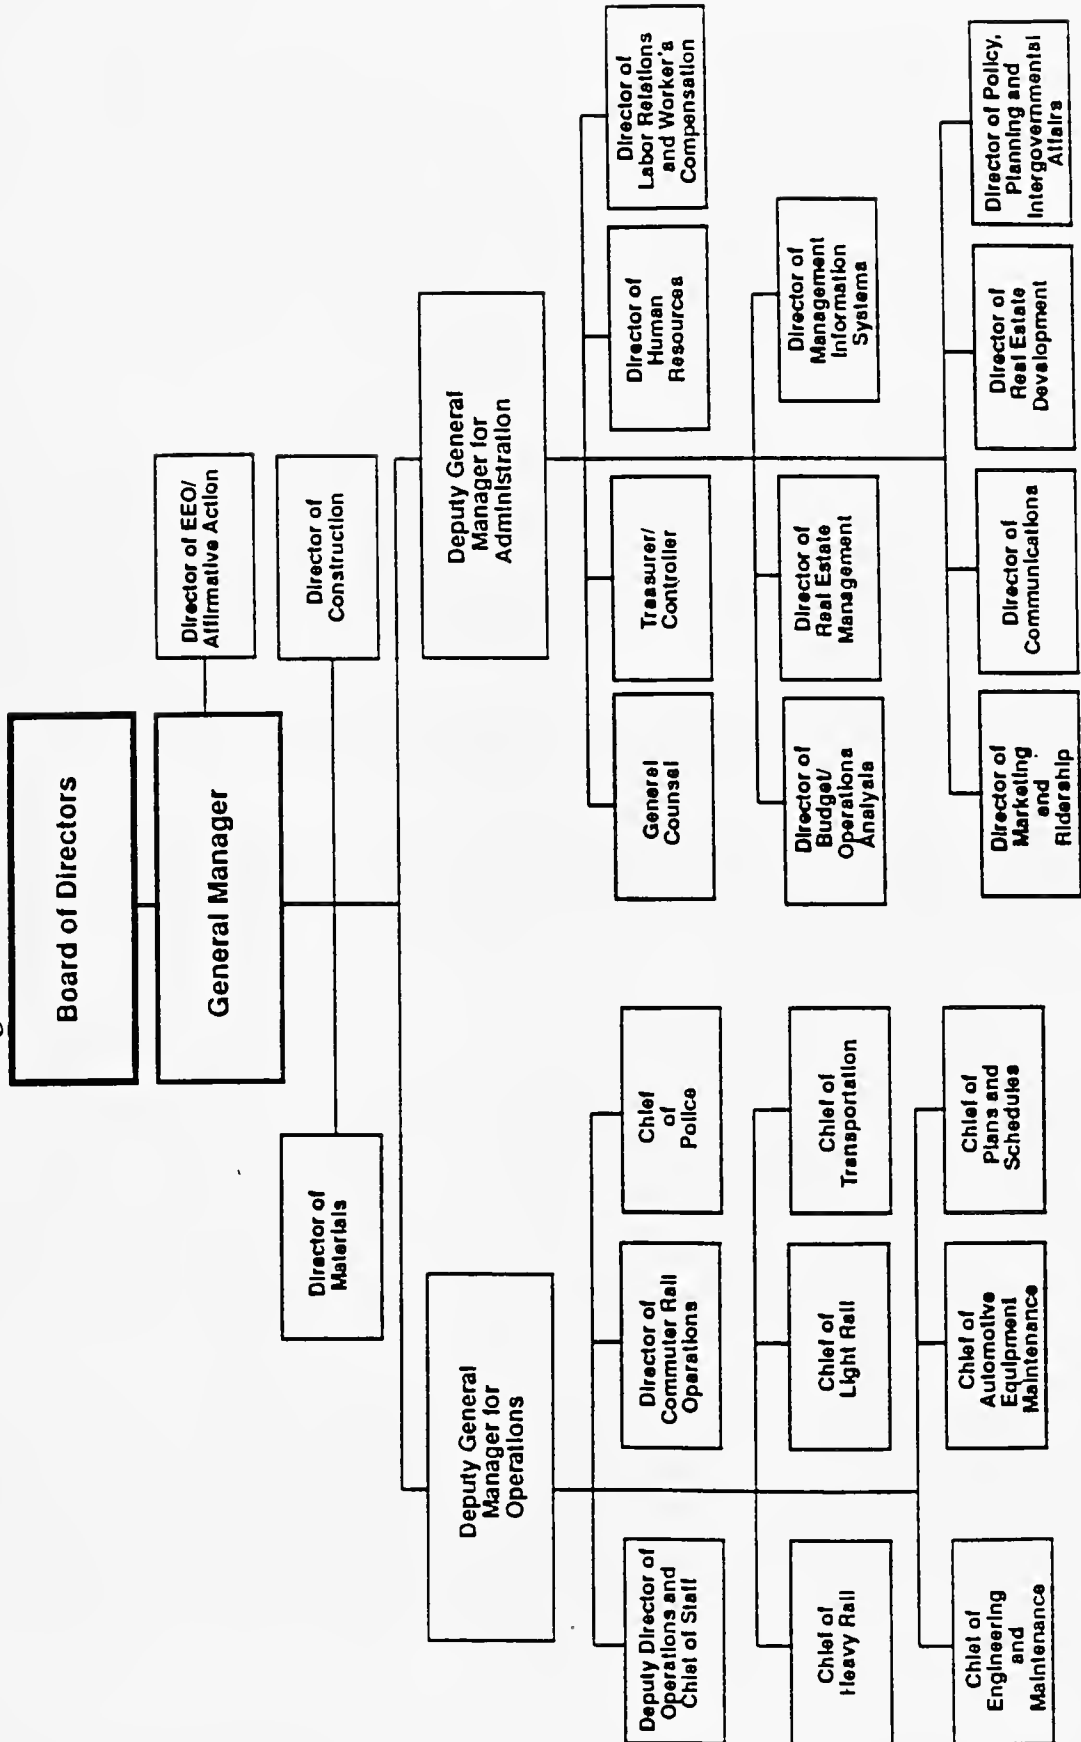 Board of Directors
General Manager
Director of EEO/
Affirmative Action
Director of
Materials
Director of
Construction
Deputy General
Manager for
Operations
Deputy General
Manager for
Administration
Deputy Director of
Operations and
Chief of Staff
Director of
Commuter Rail
Operations
Chief
of
Police
General
Counsel
Treasurer/
Controller
Director of
Human
Resources
Director of
Labor Relations
and Worker's
Compensation
Chief of
Heavy Rail
Chief of
Light Rail
Chief of
Transportation
Director of
Budget/
Operations
Analysis
Director of
Real Estate
Management
Director of
Management
Information
Systems
Chief of
Engineering
and
Maintenance
Chief of
Automotive
Equipment
Maintenance
Chief of
Plans and
Schedules
Director of
Marketing
and
Ridership
Director of
Communications
Director of
Real Estate
Development
Director of Policy,
Planning and
Intergovernmental
Affairs